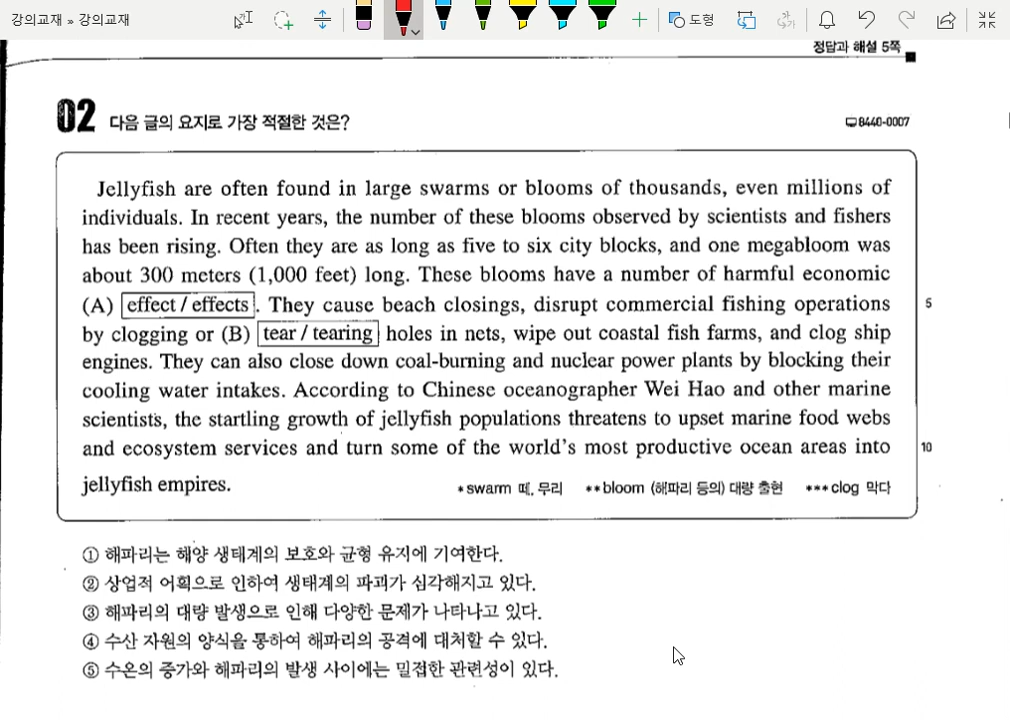 강의교재 » 강의교재
도형
정답과 해설 5쪽
02 다음 글의 요지로 가장 적절한 것은?
8440-0007
Jellyfish are often found in large swarms or blooms of thousands, even millions of
individuals. In recent years, the number of these blooms observed by scientists and fishers
has been rising. Often they are as long as five to six city blocks, and one megabloom was
about 300 meters (1,000 feet) long. These blooms have a number of harmful economic
(A) effect / effects. They cause beach closings, disrupt commercial fishing operations
5
by clogging or (B) tear / tearing holes in nets, wipe out coastal fish farms, and clog ship
engines. They can also close down coal-burning and nuclear power plants by blocking their
cooling water intakes. According to Chinese oceanographer Wei Hao and other marine
scientists, the startling growth of jellyfish populations threatens to upset marine food webs
and ecosystem services and turn some of the world's most productive ocean areas into
10
jellyfish empires.
*swarm 떼, 무리 **bloom (해파리 등의) 대량 출현 ***clog 막다
① 해파리는 해양 생태계의 보호와 균형 유지에 기여한다.
② 상업적 어획으로 인하여 생태계의 파괴가 심각해지고 있다.
③ 해파리의 대량 발생으로 인해 다양한 문제가 나타나고 있다.
④ 수산 자원의 양식을 통하여 해파리의 공격에 대처할 수 있다.
⑤ 수온의 증가와 해파리의 발생 사이에는 밀접한 관련성이 있다.